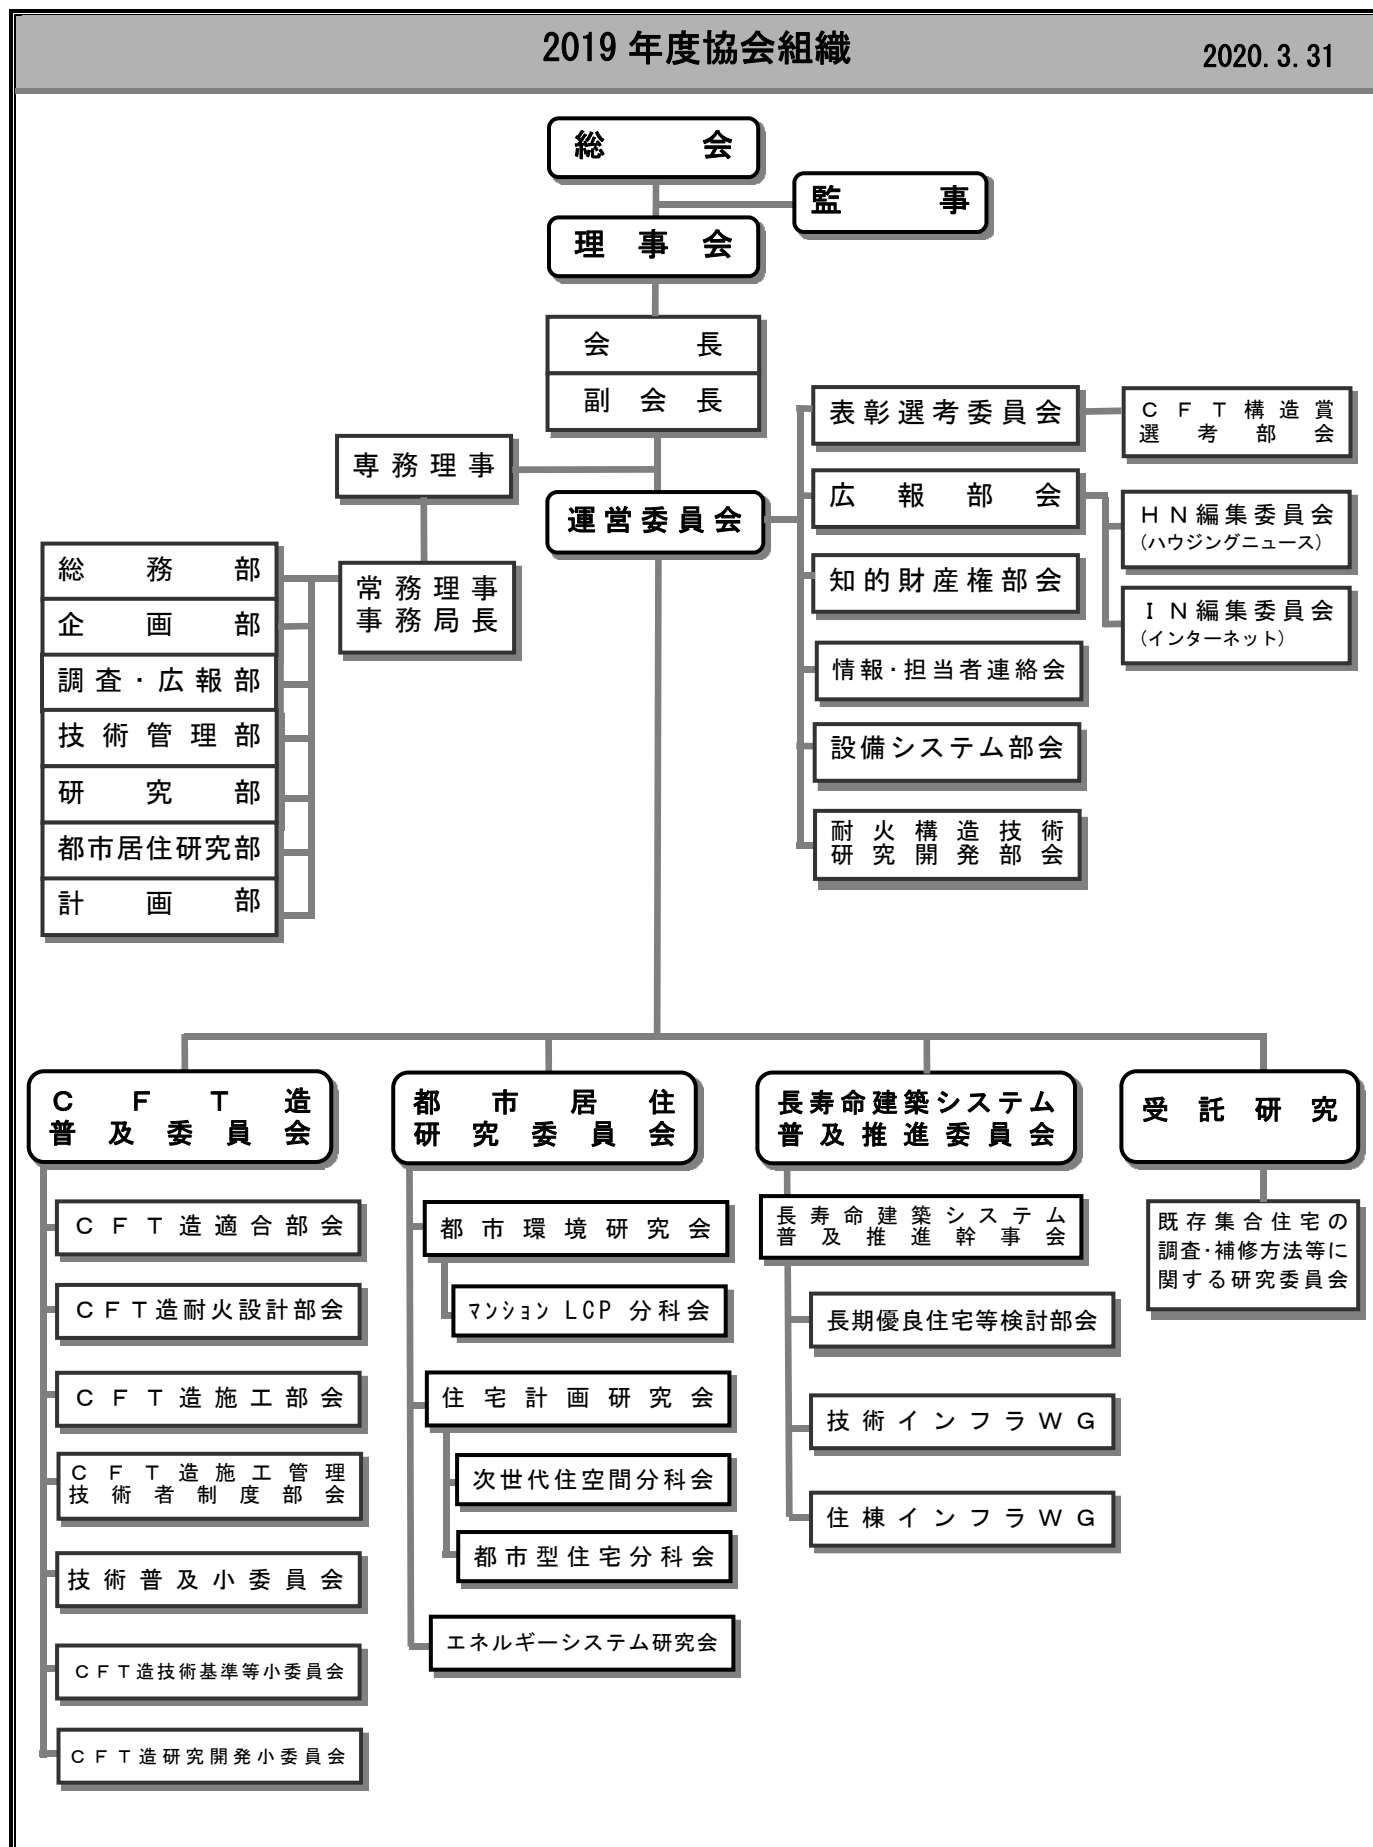 2019 年度協会組織
2020.3.31
総会
監事
理事会
会長
副会長
専務理事
運営委員会
常務理事
事務局長
総務部
企画部
調査・広報部
技術管理部
研究部
都市居住研究部
計画部
表彰選考委員会
CFT構造賞
選考部会
広報部会
HN編集委員会
(ハウジングニュース)
IN編集委員会
(インターネット)
知的財産権部会
情報・担当者連絡会
設備システム部会
耐火構造技術
研究開発部会
CFT造
普及委員会
CFT造適合部会
CFT造耐火設計部会
CFT造施工部会
CFT造施工管理
技術者制度部会
技術普及小委員会
CFT造技術基準等小委員会
CFT造研究開発小委員会
都市居住
研究委員会
都市環境研究会
ﾏﾝｼｮﾝ LCP 分科会
住宅計画研究会
次世代住空間分科会
都市型住宅分科会
エネルギーシステム研究会
長寿命建築システム
普及推進委員会
長寿命建築システム
普及推進幹事会
長期優良住宅等検討部会
技術インフラWG
住棟インフラWG
受託研究
既存集合住宅の
調査・補修方法等に
関する研究委員会